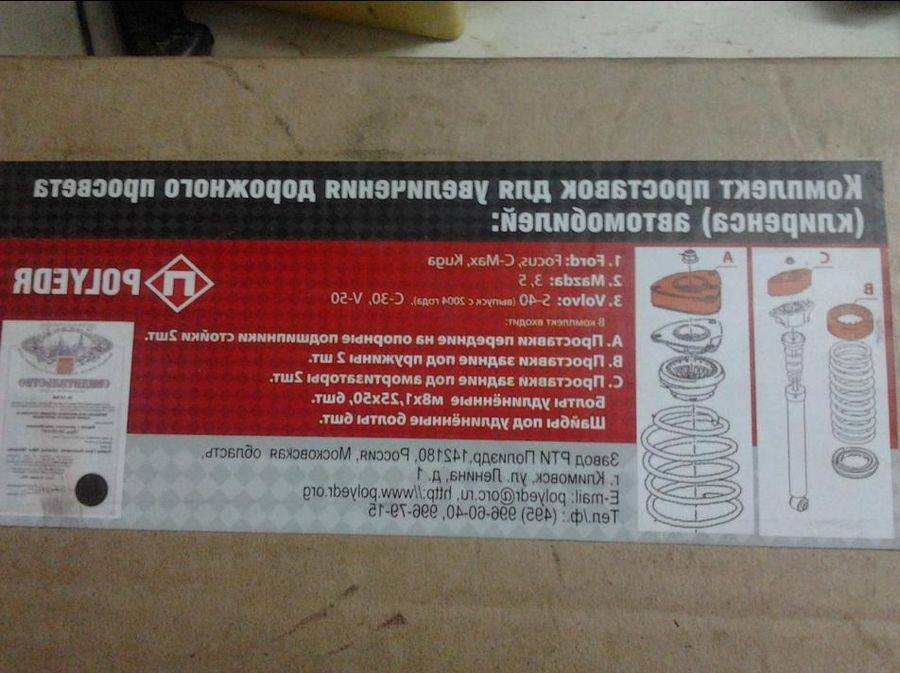 Комплект проставок для увеличения дорожного просвета
(клиренса) автомобилей:
POLYEDR
1. Ford: Focus, C-Max, Kuga
2. Mazda: 3, 5
3. Volvo: S-40 (выпуск с 2004 года), C-30, V-50
В комплект входит:
A. Проставки передние на опорные подшипники стойки 2шт.
B. Проставки задние под пружины 2 шт.
C. Проставки задние под амортизаторы 2шт.
Болты удлинённые м8х1,25х50, 6шт.
Шайбы под удлинённые болты 6шт.
Завод РТИ Полиэдр,142180, Россия, Московская область,
г. Климовск, ул. Ленина, д. 1
E-mail: polyedr@orc.ru, http://www.polyedr.org
Тел./ф.: (495) 996-60-40, 996-79-15
A
C
B
СВИДЕТЕЛЬСТВО